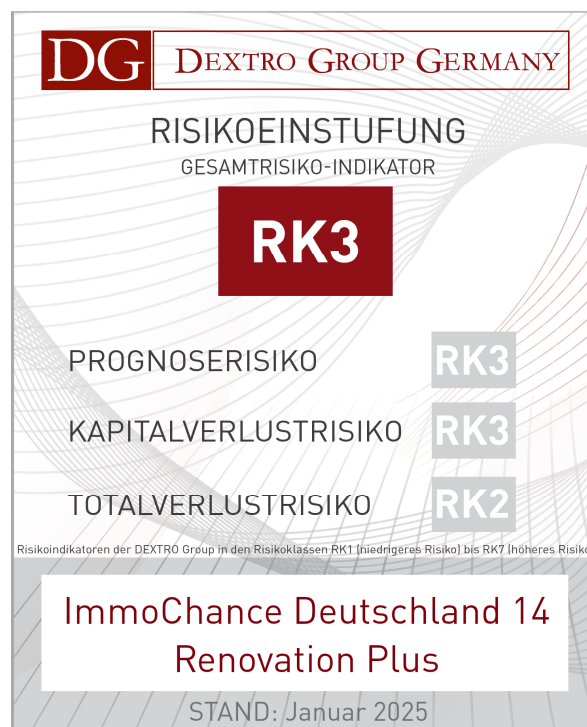 DG DEXTRO GROUP GERMANY
RISIKOEINSTUFUNG
GESAMTRISIKO-INDIKATOR
RK3
PROGNOSERISIKO RK3
KAPITALVERLUSTRISIKO RK3
TOTALVERLUSTRISIKO RK2
Risikoindikatoren der DEXTRO Group in den Risikoklassen RK1 (niedrigeres Risiko) bis RK7 (höheres Risiko
ImmoChance Deutschland 14
Renovation Plus
STAND: Januar 2025